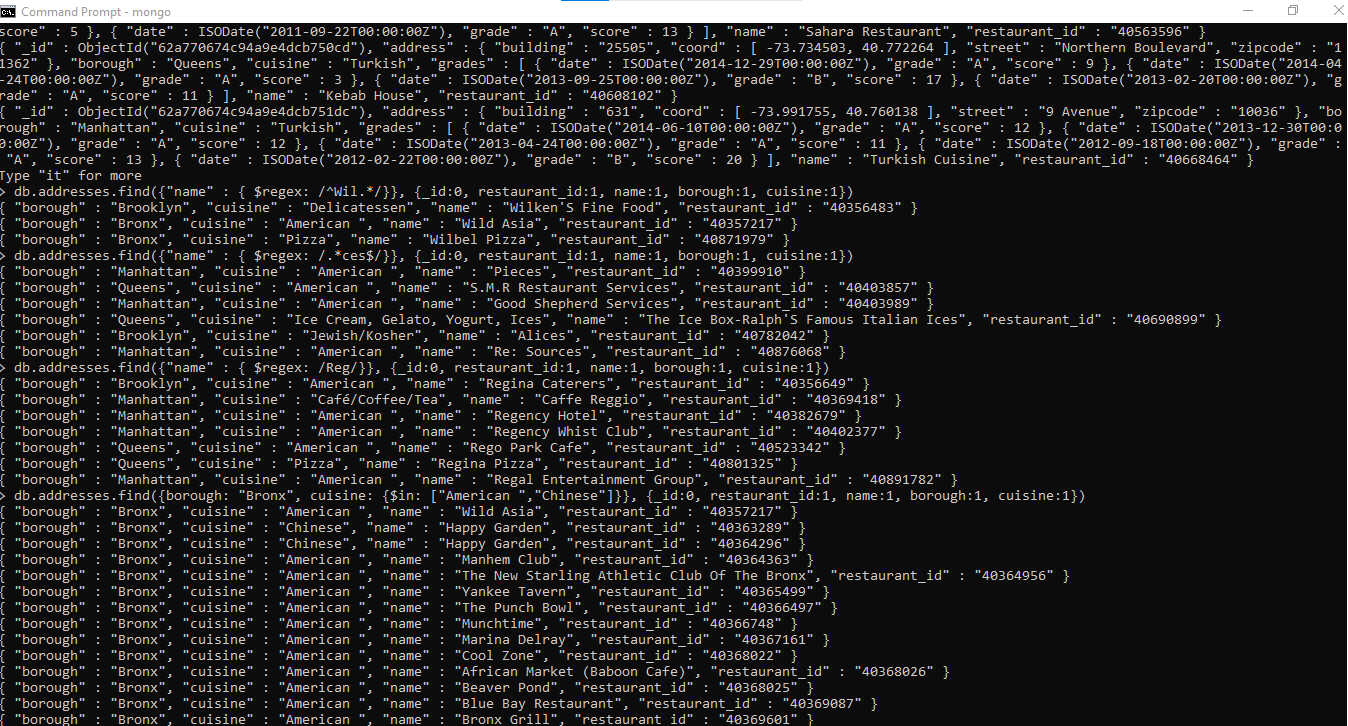 Command Prompt - mongo
score" : 5 }, { "date" : ISODate("2011-09-22T00:00:00Z"), "grade" : "A", "score" : 13 } ], "name" : "Sahara Restaurant", "restaurant_id" : "40563596" }
{ "_id" : ObjectId("62a770674c94a9e4dcb750cd"), "address" : { "building" : "25505", "coord" : [ -73.734503, 40.772264 ], "street" : "Northern Boulevard", "zipcode" : "1
1362" }, "borough" : "Queens", "cuisine" : "Turkish", "grades" : [ { "date" : ISODate("2014-12-29T00:00:00Z"), "grade" : "A", "score" : 9 }, { "date" : ISODate("2014-04
-24T00:00:00Z"), "grade" : "A", "score" : 3 }, { "date" : ISODate("2013-09-25T00:00:00Z"), "grade" : "B", "score" : 17 }, { "date" : ISODate("2013-02-20T00:00:00Z"), "g
rade" : "A", "score" : 11 } ], "name" : "Kebab House", "restaurant_id" : "40608102" }
{ "_id" : ObjectId("62a770674c94a9e4dcb751dc"), "address" : { "building" : "631", "coord" : [ -73.991755, 40.760138 ], "street" : "9 Avenue", "zipcode" : "10036" }, "bo
rough" : "Manhattan", "cuisine" : "Turkish", "grades" : [ { "date" : ISODate("2014-06-10T00:00:00Z"), "grade" : "A", "score" : 12 }, { "date" : ISODate("2013-12-30T00:0
0:00Z"), "grade" : "A", "score" : 12 }, { "date" : ISODate("2013-04-24T00:00:00Z"), "grade" : "A", "score" : 11 }, { "date" : ISODate("2012-09-18T00:00:00Z"), "grade" :
"A", "score" : 13 }, { "date" : ISODate("2012-02-22T00:00:00Z"), "grade" : "B", "score" : 20 } ], "name" : "Turkish Cuisine", "restaurant_id" : "40668464" }
Type "it" for more
> db.addresses.find({"name" : { $regex: /^Wil.*/}}, {_id:0, restaurant_id:1, name:1, borough:1, cuisine:1})
{ "borough" : "Brooklyn", "cuisine" : "Delicatessen", "name" : "Wilken'S Fine Food", "restaurant_id" : "40356483" }
{ "borough" : "Bronx", "cuisine" : "American ", "name" : "Wild Asia", "restaurant_id" : "40357217" }
{ "borough" : "Bronx", "cuisine" : "Pizza", "name" : "Wilbel Pizza", "restaurant_id" : "40871979" }
> db.addresses.find({"name" : { $regex: /.*ces$/}}, {_id:0, restaurant_id:1, name:1, borough:1, cuisine:1})
{ "borough" : "Manhattan", "cuisine" : "American ", "name" : "Pieces", "restaurant_id" : "40399910" }
{ "borough" : "Queens", "cuisine" : "American ", "name" : "S.M.R Restaurant Services", "restaurant_id" : "40403857" }
{ "borough" : "Manhattan", "cuisine" : "American ", "name" : "Good Shepherd Services", "restaurant_id" : "40403989" }
{ "borough" : "Queens", "cuisine" : "Ice Cream, Gelato, Yogurt, Ices", "name" : "The Ice Box-Ralph'S Famous Italian Ices", "restaurant_id" : "40690899" }
{ "borough" : "Brooklyn", "cuisine" : "Jewish/Kosher", "name" : "Alices", "restaurant_id" : "40782042" }
{ "borough" : "Manhattan", "cuisine" : "American ", "name" : "Re: Sources", "restaurant_id" : "40876068" }
> db.addresses.find({"name" : { $regex: /Reg/}}, {_id:0, restaurant_id:1, name:1, borough:1, cuisine:1})
{ "borough" : "Brooklyn", "cuisine" : "American ", "name" : "Regina Caterers", "restaurant_id" : "40356649" }
{ "borough" : "Manhattan", "cuisine" : "Café/Coffee/Tea", "name" : "Caffe Reggio", "restaurant_id" : "40369418" }
{ "borough" : "Manhattan", "cuisine" : "American ", "name" : "Regency Hotel", "restaurant_id" : "40382679" }
{ "borough" : "Manhattan", "cuisine" : "American ", "name" : "Regency Whist Club", "restaurant_id" : "40402377" }
{ "borough" : "Queens", "cuisine" : "American ", "name" : "Rego Park Cafe", "restaurant_id" : "40523342" }
{ "borough" : "Queens", "cuisine" : "Pizza", "name" : "Regina Pizza", "restaurant_id" : "40801325" }
{ "borough" : "Manhattan", "cuisine" : "American ", "name" : "Regal Entertainment Group", "restaurant_id" : "40891782" }
> db.addresses.find({borough: "Bronx", cuisine: {$in: ["American ","Chinese"]}}, {_id:0, restaurant_id:1, name:1, borough:1, cuisine:1})
{ "borough" : "Bronx", "cuisine" : "American ", "name" : "Wild Asia", "restaurant_id" : "40357217" }
{ "borough" : "Bronx", "cuisine" : "Chinese", "name" : "Happy Garden", "restaurant_id" : "40363289" }
{ "borough" : "Bronx", "cuisine" : "Chinese", "name" : "Happy Garden", "restaurant_id" : "40364296" }
{ "borough" : "Bronx", "cuisine" : "American ", "name" : "Manhem Club", "restaurant_id" : "40364363" }
{ "borough" : "Bronx", "cuisine" : "American ", "name" : "The New Starling Athletic Club Of The Bronx", "restaurant_id" : "40364956" }
{ "borough" : "Bronx", "cuisine" : "American ", "name" : "Yankee Tavern", "restaurant_id" : "40365499" }
{ "borough" : "Bronx", "cuisine" : "American ", "name" : "The Punch Bowl", "restaurant_id" : "40366497" }
{ "borough" : "Bronx", "cuisine" : "American ", "name" : "Munchtime", "restaurant_id" : "40366748" }
{ "borough" : "Bronx", "cuisine" : "American ", "name" : "Marina Delray", "restaurant_id" : "40367161" }
{ "borough" : "Bronx", "cuisine" : "American ", "name" : "Cool Zone", "restaurant_id" : "40368022" }
{ "borough" : "Bronx", "cuisine" : "American ", "name" : "African Market (Baboon Cafe)", "restaurant_id" : "40368026" }
{ "borough" : "Bronx", "cuisine" : "American ", "name" : "Beaver Pond", "restaurant_id" : "40368025" }
{ "borough" : "Bronx", "cuisine" : "American ", "name" : "Blue Bay Restaurant", "restaurant_id" : "40369087" }
{ "borough" : "Bronx", "cuisine" : "American ", "name" : "Bronx Grill", "restaurant_id" : "40369601" }